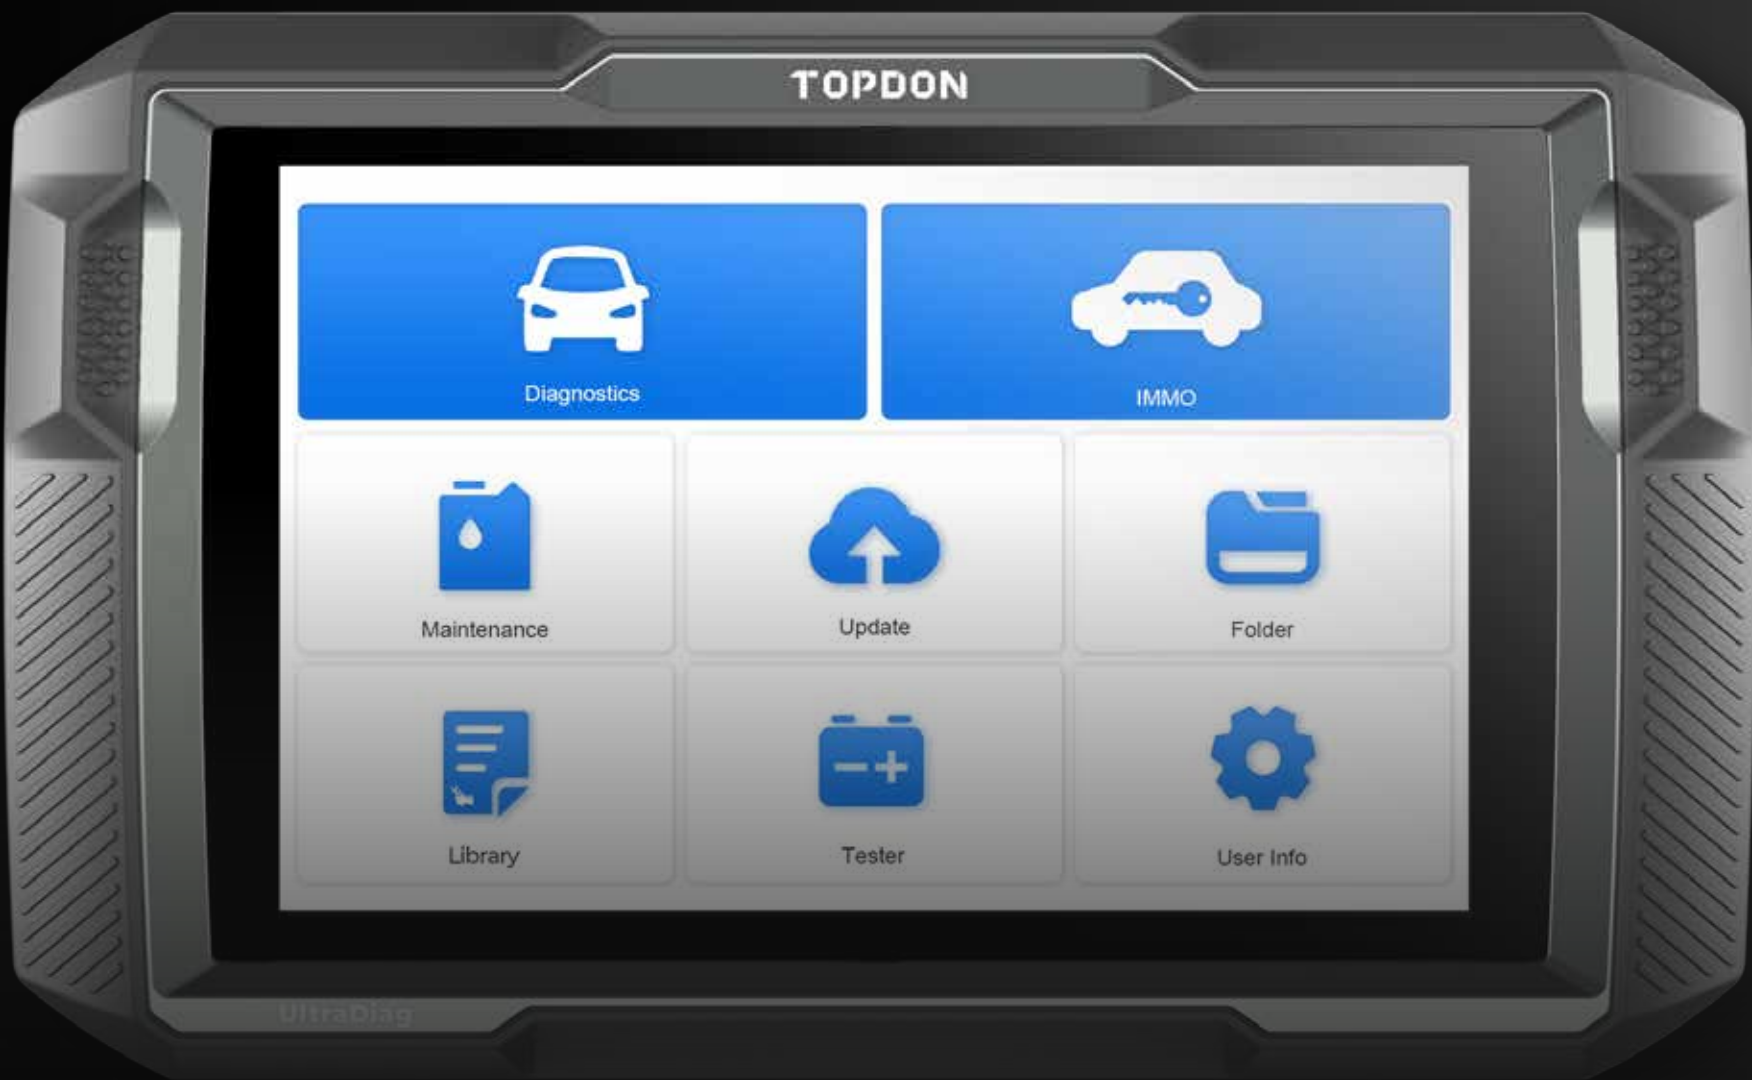 TOPDON
Diagnostics
IMMO
Maintenance
Update
Folder
Library
Tester
User Info
UltraDiag